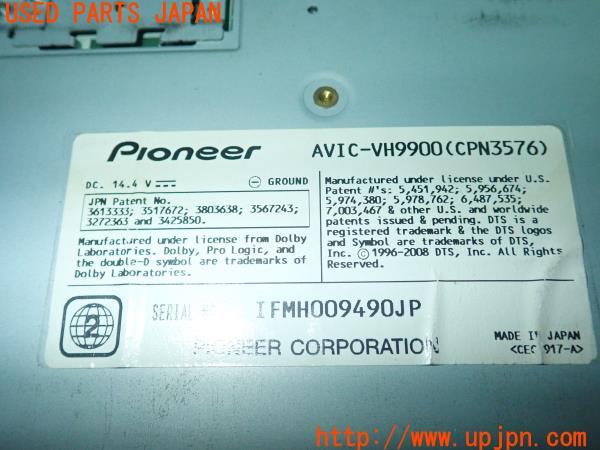 USED PARTS JAPAN
Pioneer
AVIC-VH9900(CPN3576)
DC. 14.4 V
GROUND
JPN Patent No.
3613333; 3517672; 3803638; 3567243;
3272363 and 3425850.
Manufactured under license from Dolby
Laboratories. Dolby, Pro Logic, and
the double-D symbol are trademarks of
Dolby Laboratories.
Manufactured under license under U.S.
Patent #'s: 5,451,942; 5,956,674;
5,974,380; 5,978,762; 6,487,535;
7,003,467 & other U.S. and worldwide
patents issued & pending. DTS is a
registered trademark & the DTS logos
and Symbol are trademarks of DTS,
Inc. ©1996-2008 DTS, Inc. All Rights
Reserved.
2
SERIAL
IFMH009490JP
PIONEER CORPORATION
MADE IN JAPAN
917-A>
http://www.upjpn.com/